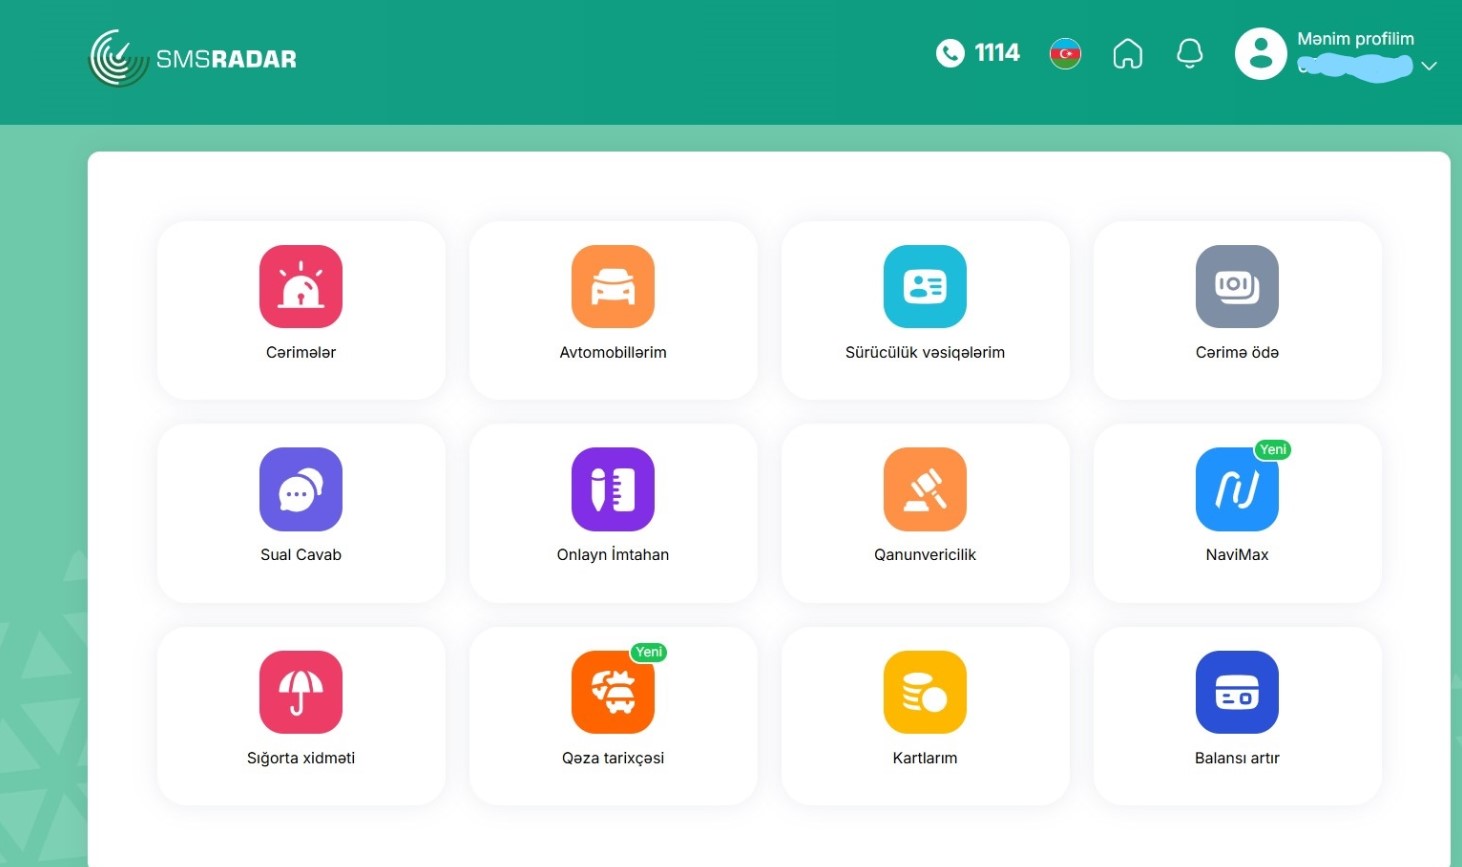 SMSRADAR
1114
Mənim profilim
Cərimələr
Avtomobillərim
Sürücülük vəsiqələrim
Cərimə ödə
Sual Cavab
Onlayn İmtahan
Qanunvericilik
Yeni
NaviMax
Sığorta xidməti
Yeni
Qəza tarixçəsi
Kartlarım
Balansı artır